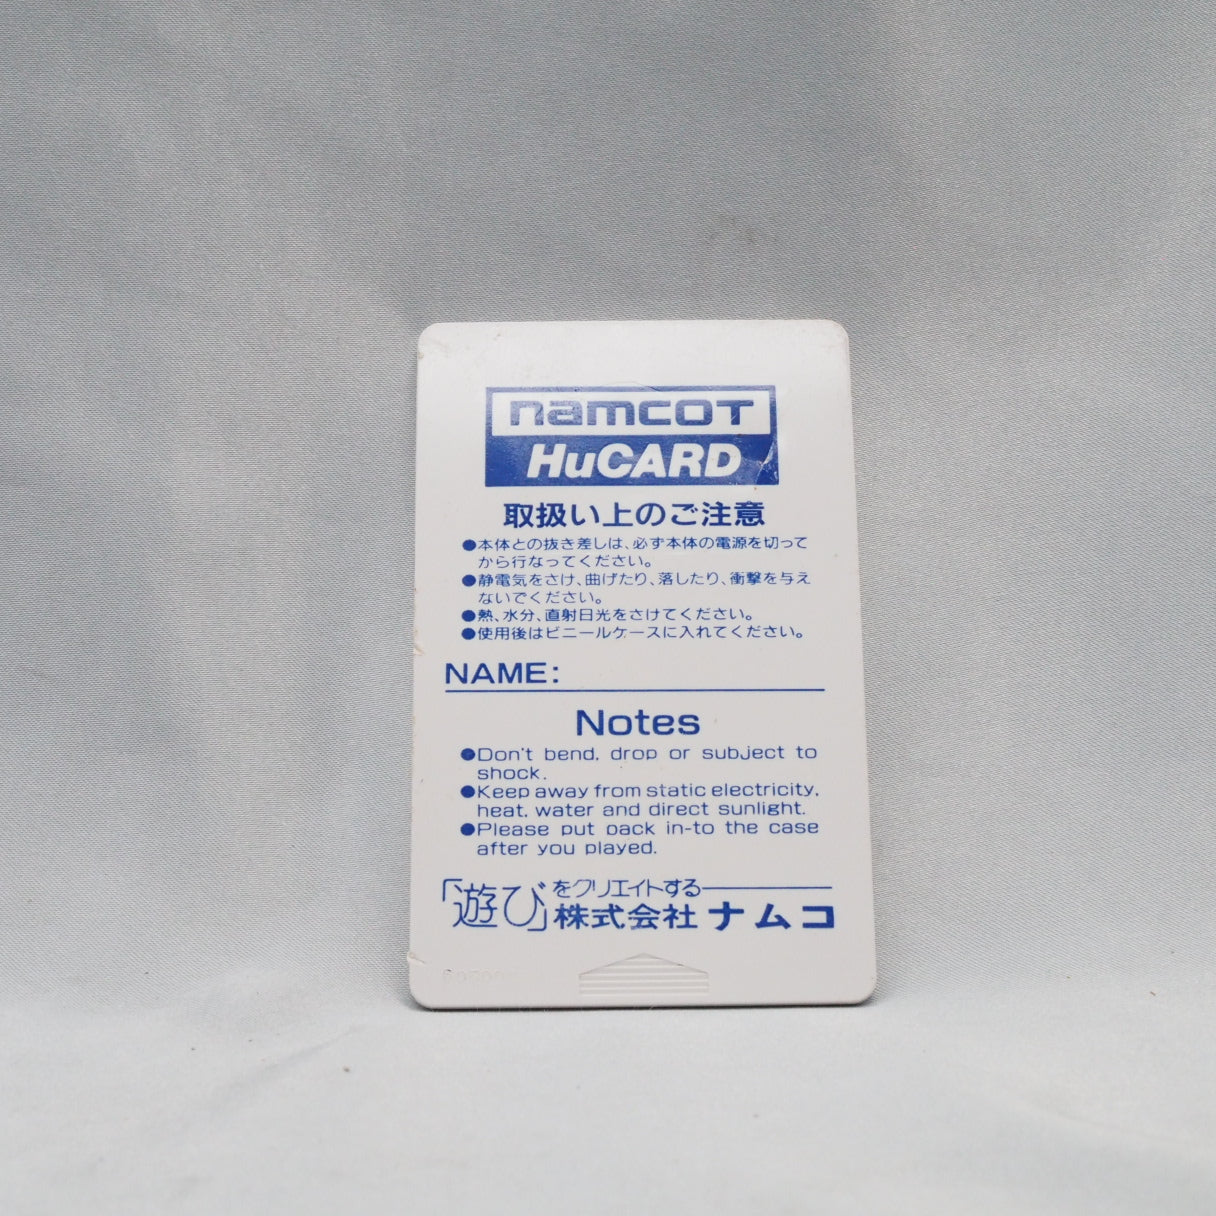 namcot
HuCARD
取扱い上のご注意
●本体との抜き差しは、必ず本体の電源を切って
から行なってください。
●静電気をさけ、曲げたり、落したり、衝撃を与え
ないでください。
●熱、水分、直射日光をさけてください。
●使用後はビニールケースに入れてください。
NAME:
Notes
●Don't bend, drop or subject to
shock.
●Keep away from static electricity,
heat, water and direct sunlight.
●Please put pack in-to the case
after you played.
「遊び」をクリエイトする
株式会社ナムコ